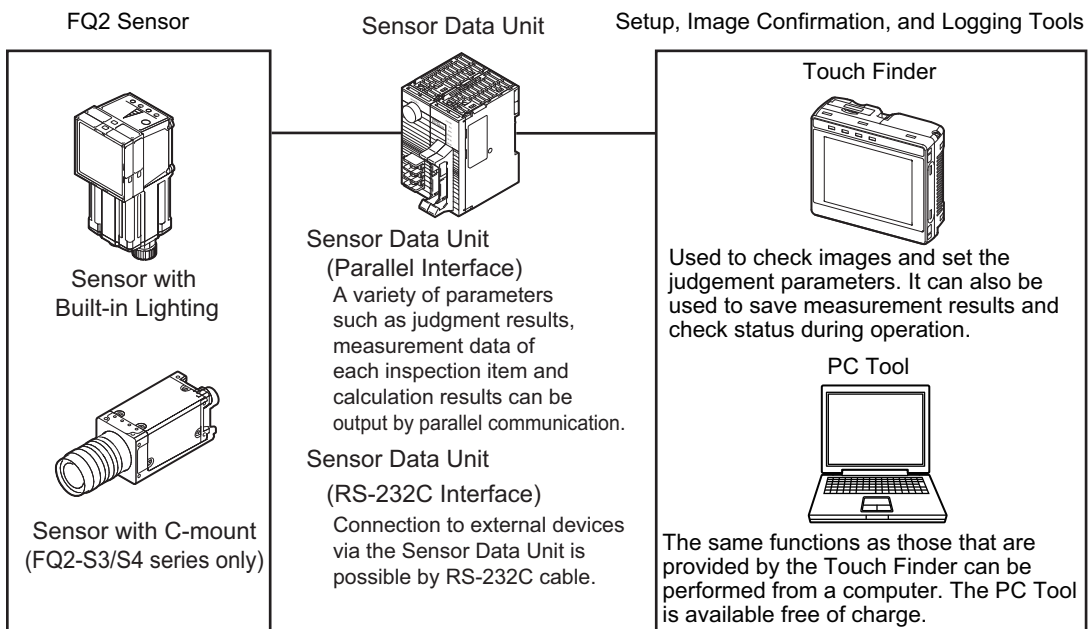 FQ2 Sensor
Sensor Data Unit
Setup, Image Confirmation, and Logging Tools
Sensor with
Built-in Lighting
Sensor with C-mount
(FQ2-S3/S4 series only)
Sensor Data Unit
(Parallel Interface)
A variety of parameters
such as judgment results,
measurement data of
each inspection item and
calculation results can be
output by parallel communication.
Sensor Data Unit
(RS-232C Interface)
Connection to external devices
via the Sensor Data Unit is
possible by RS-232C cable.
Touch Finder
Used to check images and set the
judgement parameters. It can also be
used to save measurement results and
check status during operation.
PC Tool
The same functions as those that are
provided by the Touch Finder can be
performed from a computer. The PC Tool
is available free of charge.